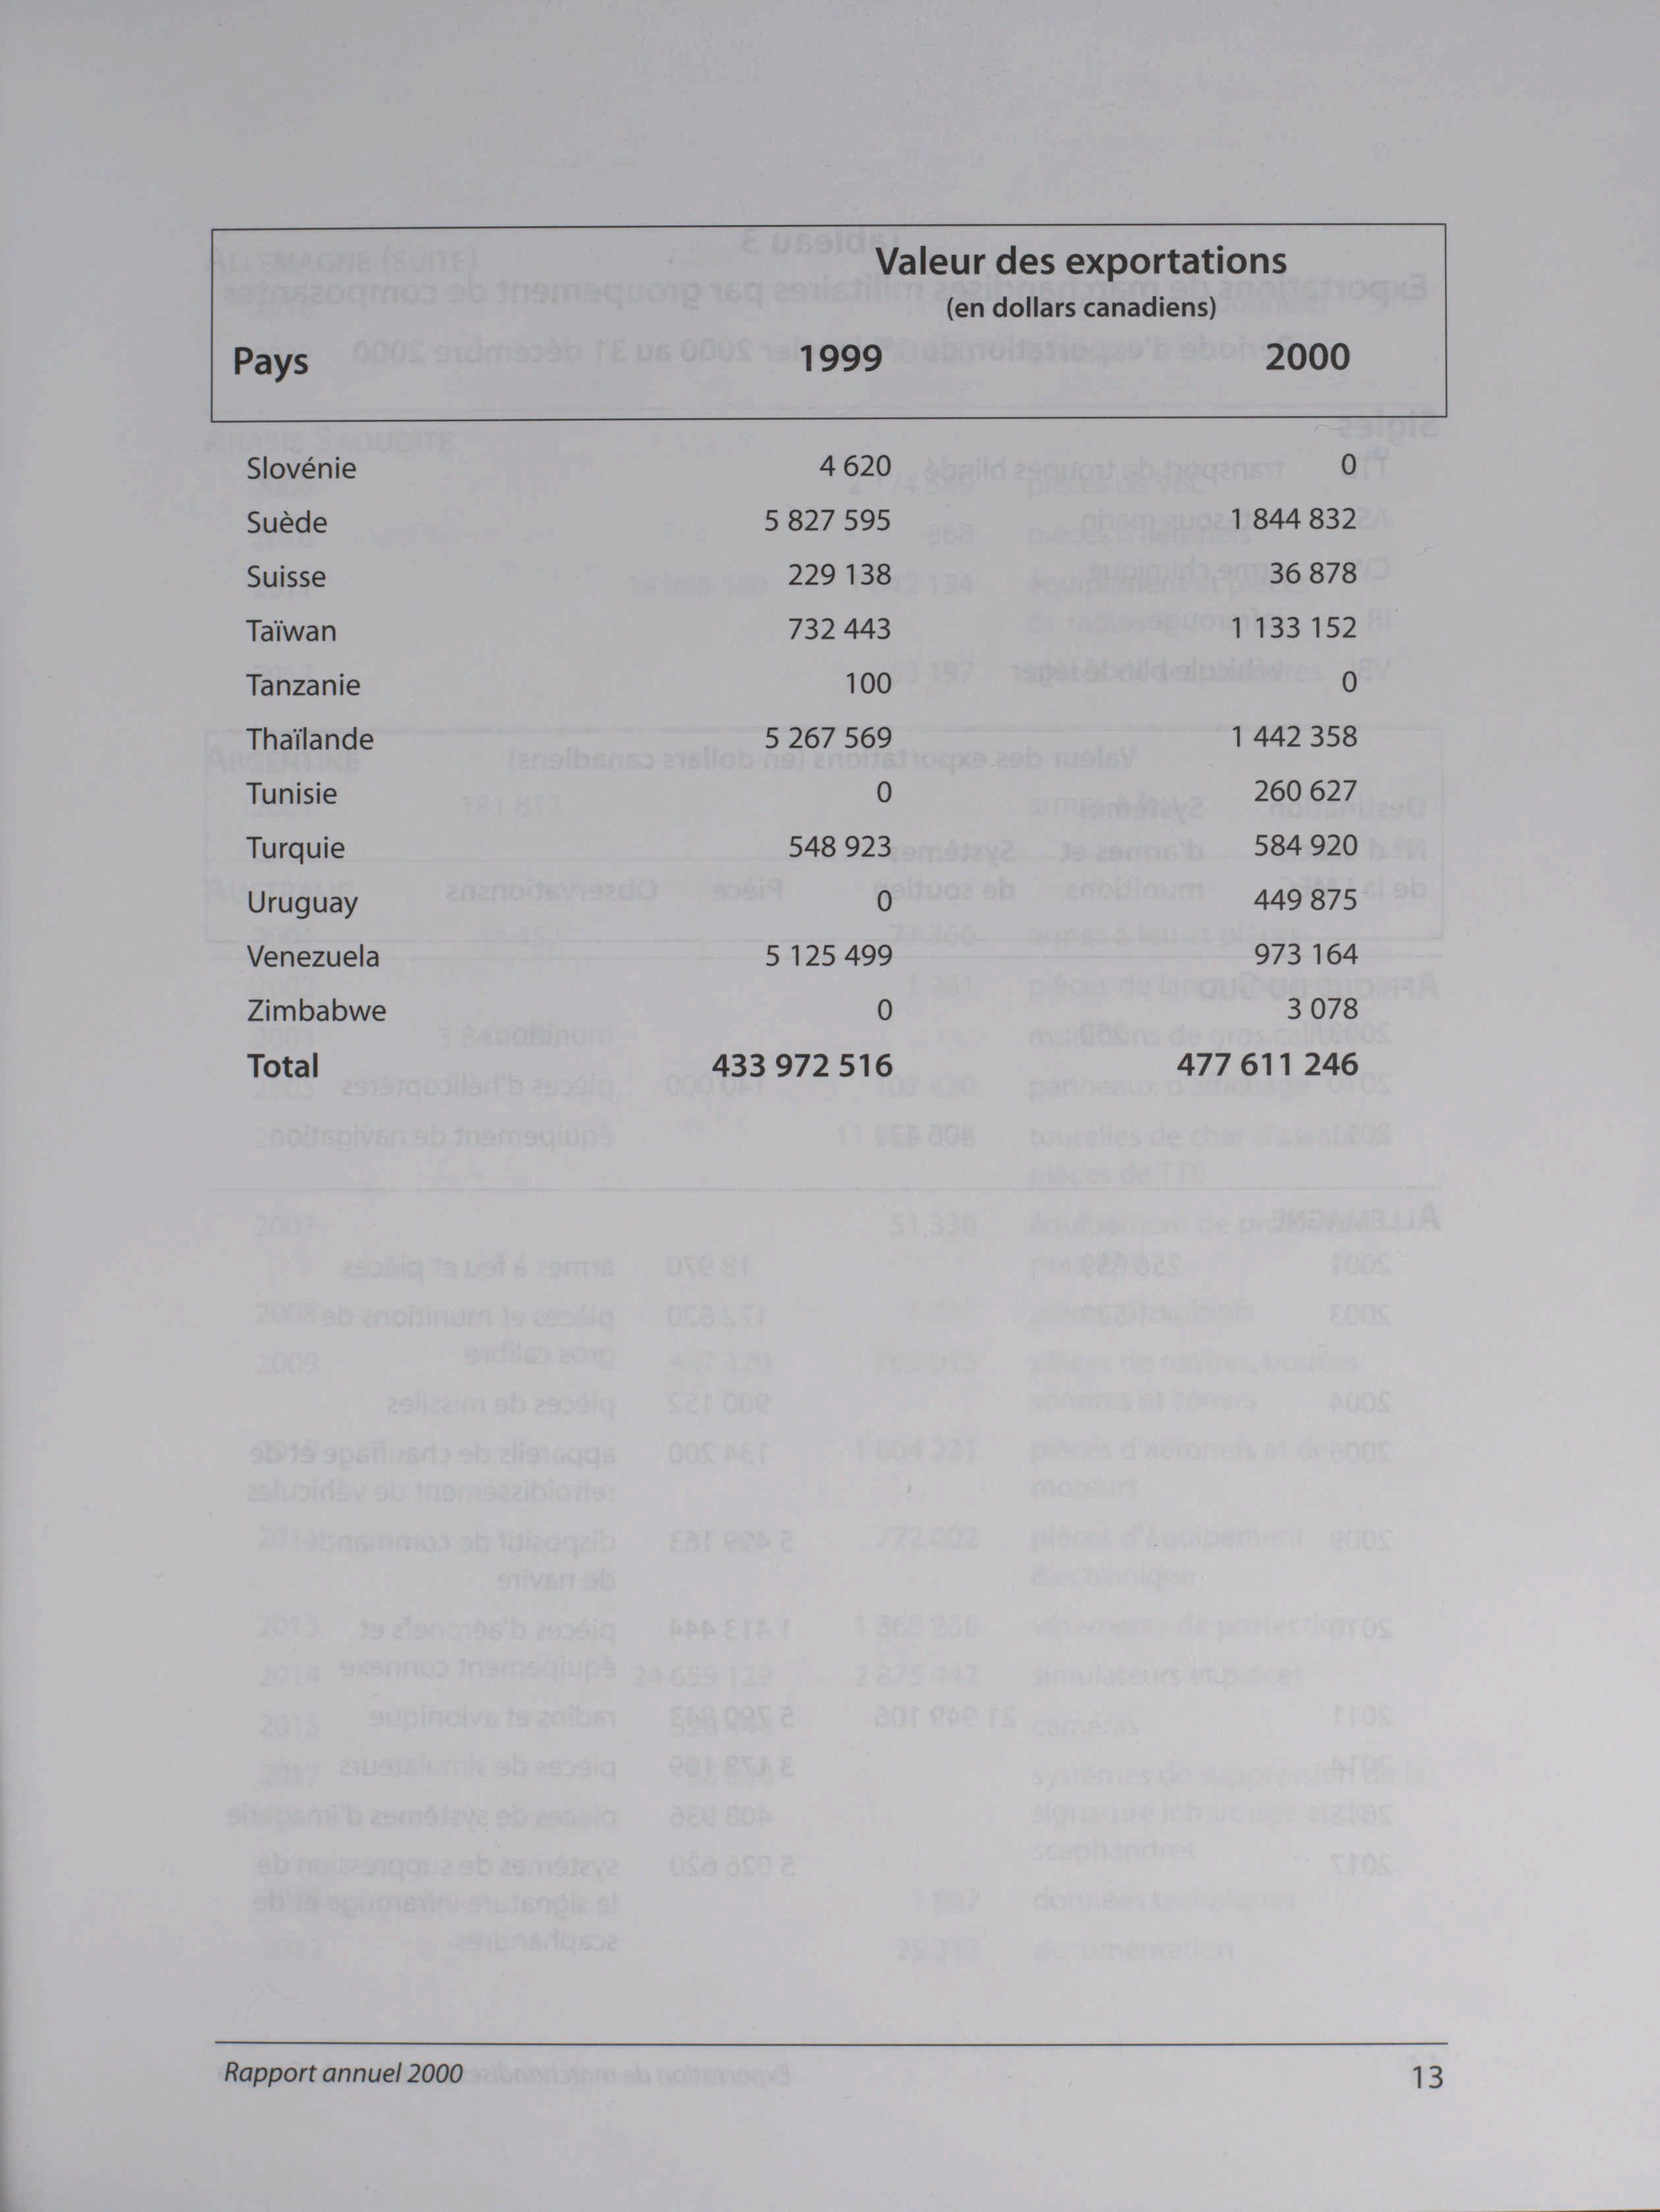 Valeur des exportations
(en dollars canadiens)
Pays 1999 2000
Slovénie 4 620 0
Suède 5 827 595 1 844 832
Suisse 229 138 36 878
Taïwan 732 443 1 133 152
Tanzanie 100 0
Thaïlande 5 267 569 1 442 358
Tunisie 0 260 627
Turquie 548 923 584 920
Uruguay 0 449 875
Venezuela 5 125 499 973 164
Zimbabwe 0 3 078
Total 433 972 516 477 611 246
Rapport annuel 2000 13